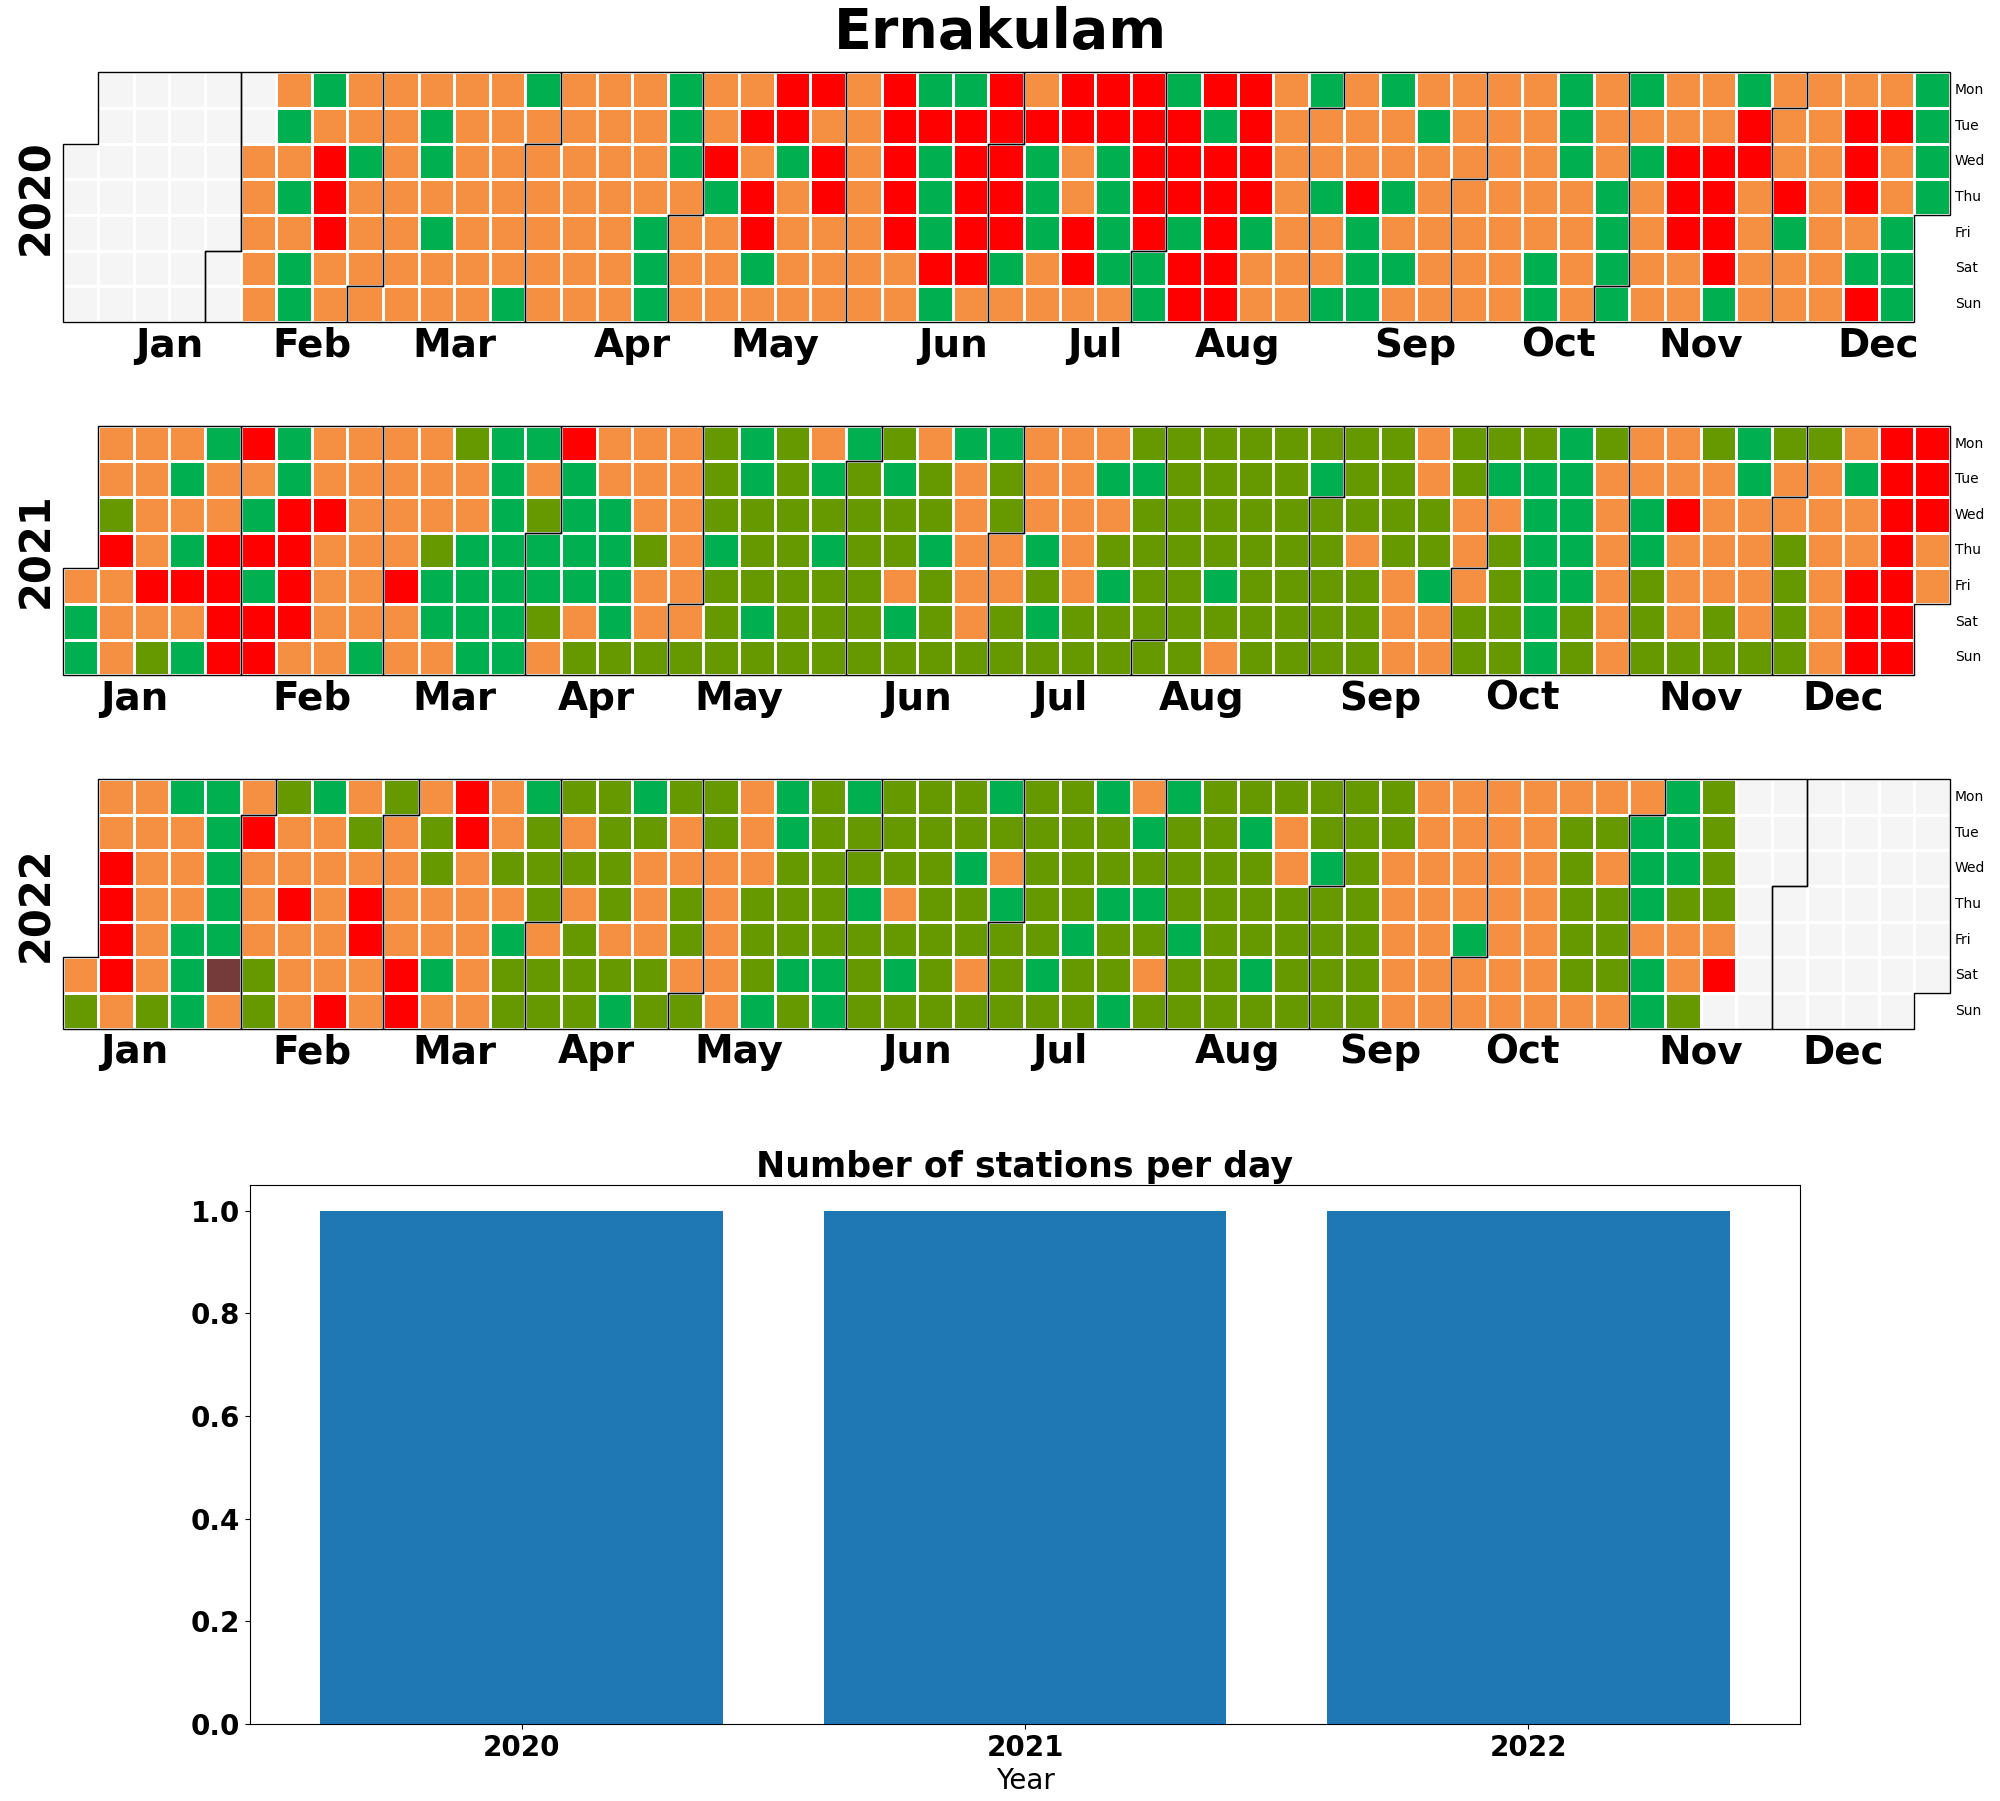 Ernakulam
2020
Mon
Tue
Wed
Thu
Fri
Sat
Sun
Jan Feb Mar Apr May Jun Jul Aug Sep Oct Nov Dec
2021
Mon
Tue
Wed
Thu
Fri
Sat
Sun
Jan Feb Mar Apr May Jun Jul Aug Sep Oct Nov Dec
2022
Mon
Tue
Wed
Thu
Fri
Sat
Sun
Jan Feb Mar Apr May Jun Jul Aug Sep Oct Nov Dec
Number of stations per day
1.0
0.8
0.6
0.4
0.2
0.0
2020 2021 2022
Year